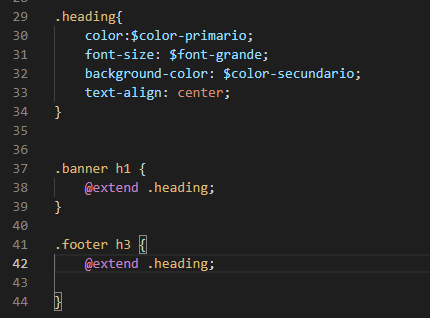 29 .heading{
30     color:$color-primario;
31     font-size: $font-grande;
32     background-color: $color-secundario;
33     text-align: center;
34 }
35
36
37 .banner h1 {
38     @extend .heading;
39 }
40
41 .footer h3 {
42     @extend .heading;
43
44 }